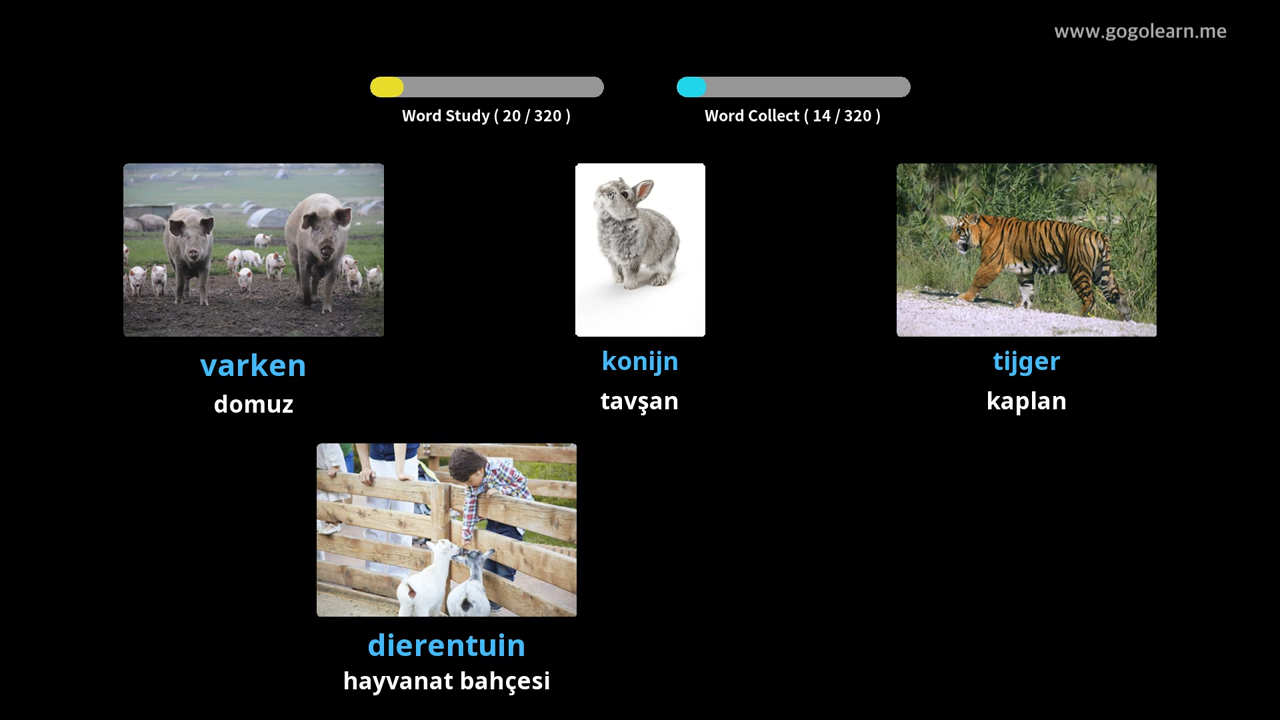 www.gogolearn.me
Word Study ( 20 / 320 )
Word Collect ( 14 / 320 )
varken
domuz
konijn
tavşan
tijger
kaplan
dierentuin
hayvanat bahçesi